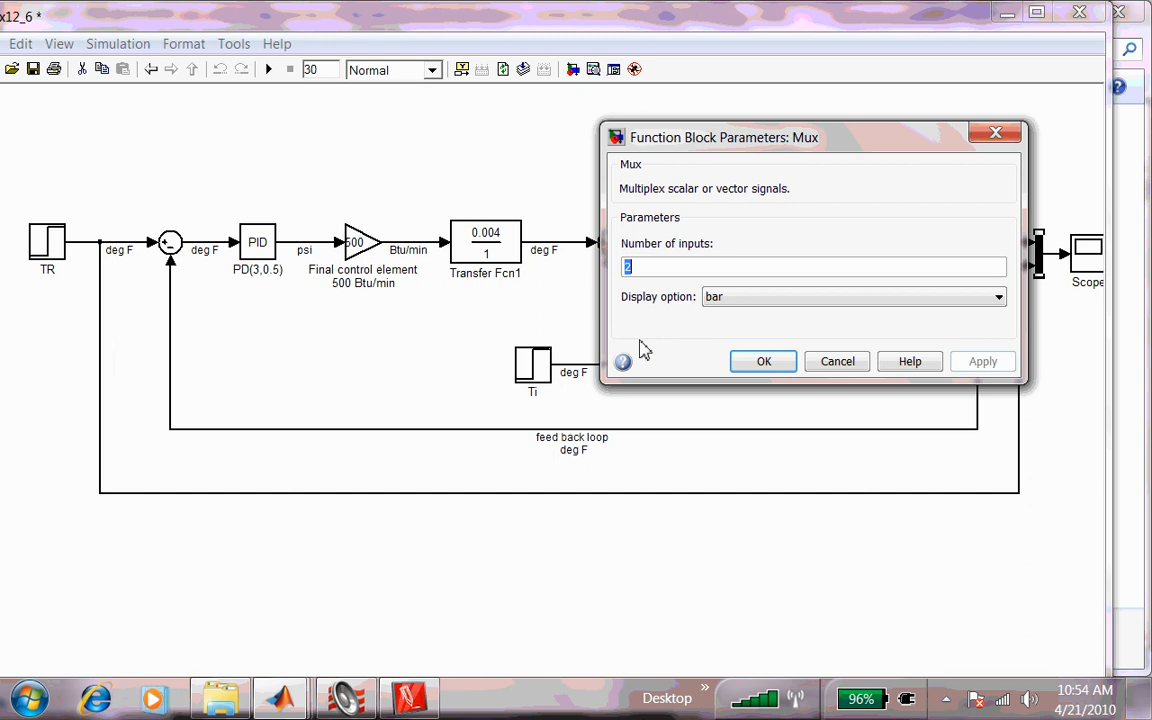 x12_6 *
Edit View Simulation Format Tools Help
30 Normal
Function Block Parameters: Mux
Mux
Multiplex scalar or vector signals.
Parameters
Number of inputs:
2
Display option: bar
OK Cancel Help Apply
TR
deg F
deg F
PID
PD(3,0.5)
psi
500
Final control element
500 Btu/min
Btu/min
0.004
1
Transfer Fcn1
deg F
Scope
Ti
deg F
feed back loop
deg F
Desktop
96%
10:54 AM
4/21/2010